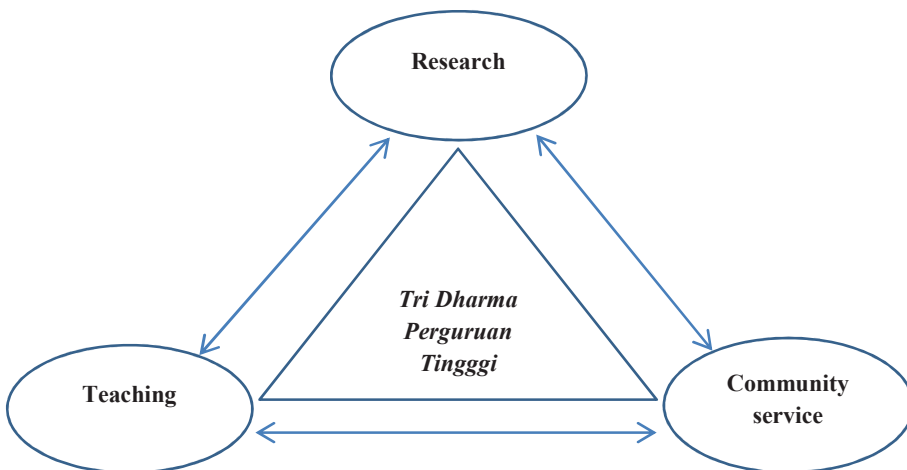 Research
Tri Dharma
Perguruan
Tingggi
Teaching
Community
service